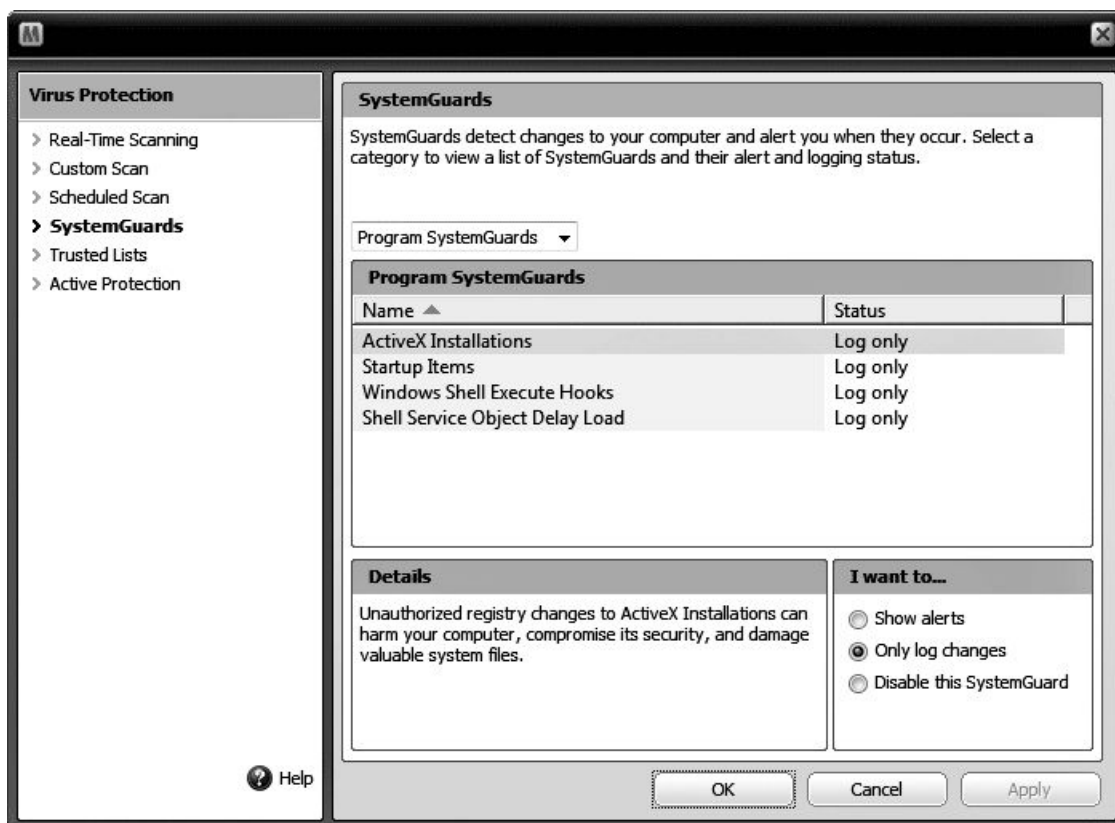 M
Virus Protection
Real-Time Scanning
Custom Scan
Scheduled Scan
SystemGuards
Trusted Lists
Active Protection
Help
SystemGuards
SystemGuards detect changes to your computer and alert you when they occur. Select a
category to view a list of SystemGuards and their alert and logging status.
Program SystemGuards
Program SystemGuards
Name Status
ActiveX Installations Log only
Startup Items Log only
Windows Shell Execute Hooks Log only
Shell Service Object Delay Load Log only
Details
Unauthorized registry changes to ActiveX Installations can
harm your computer, compromise its security, and damage
valuable system files.
I want to...
Show alerts
Only log changes
Disable this SystemGuard
OK Cancel Apply